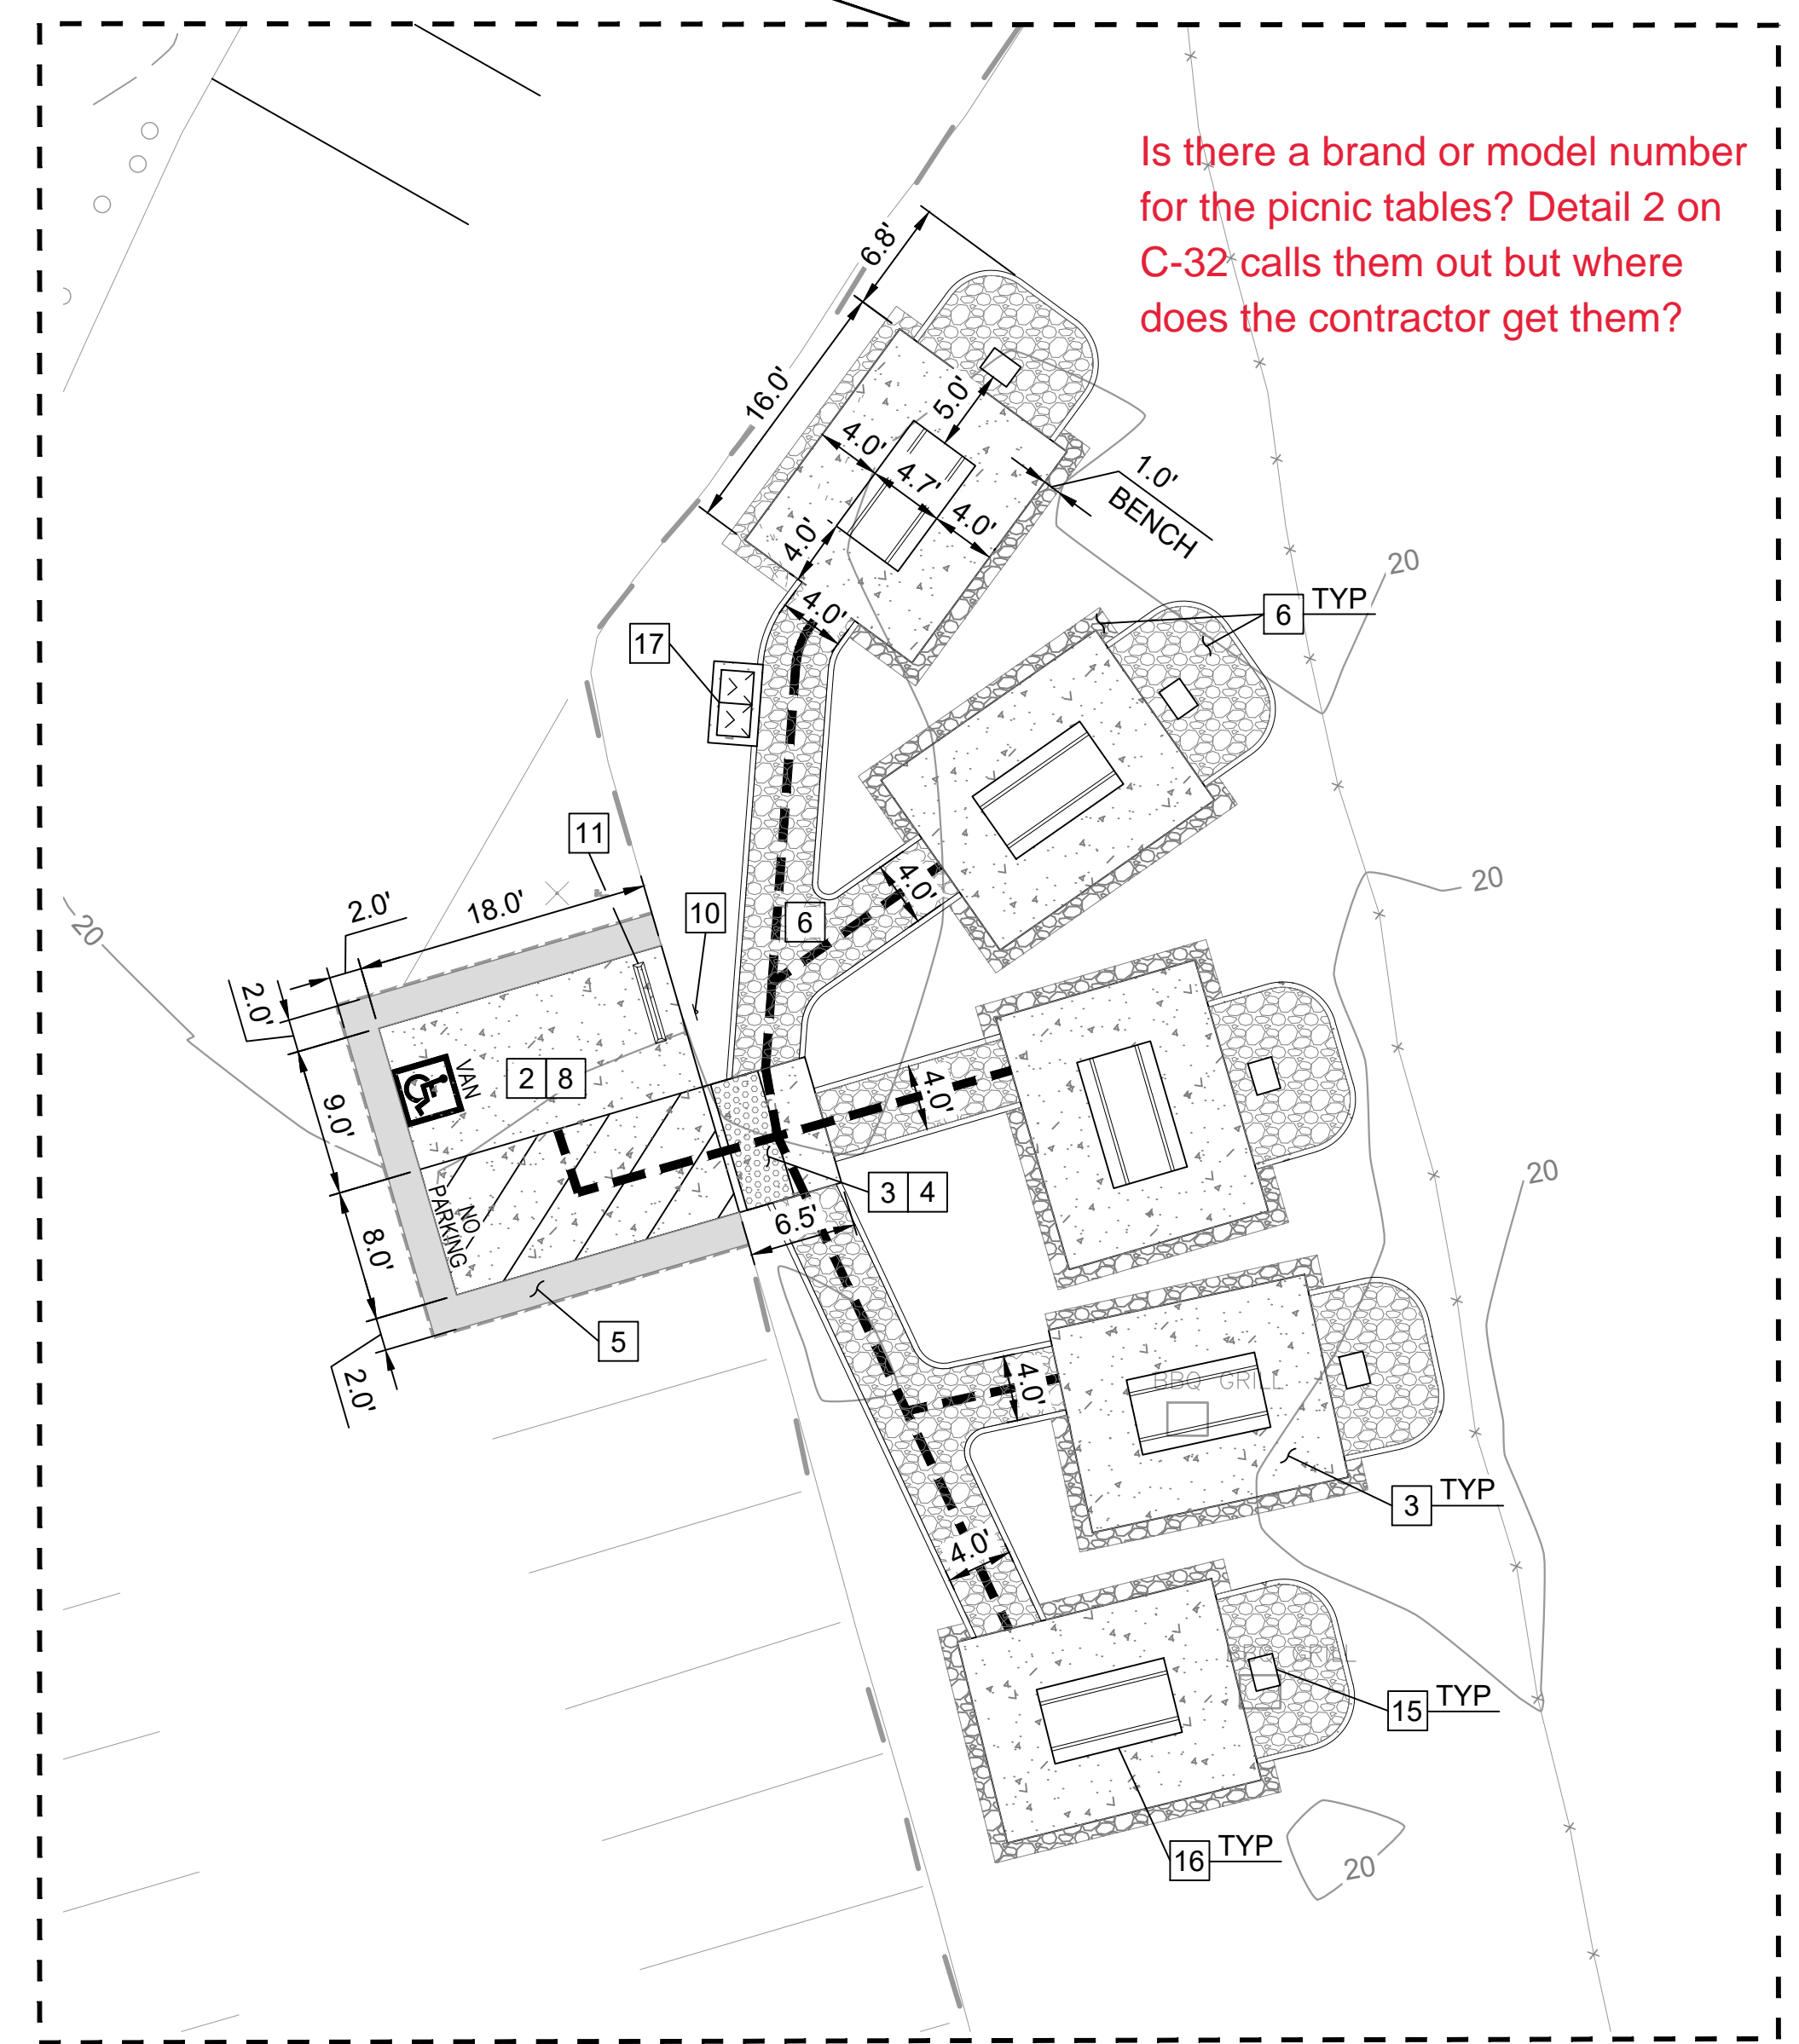 Is there a brand or model number
for the picnic tables? Detail 2 on
C-32 calls them out but where
does the contractor get them?
6.8'
16.0'
5.0'
4.0'
4.7'
4.0'
4.0'
1.0'
BENCH
20
6 TYP
4.0'
17
11
2.0'
18.0'
10
6
4.0'
20
20
2.0'
9.0'
VAN
2 8
4.0'
3 4
20
NO
PARKING
6.5'
8.0'
5
2.0'
4.0'
BBQ GRILL
3 TYP
4.0'
15 TYP
16 TYP
20